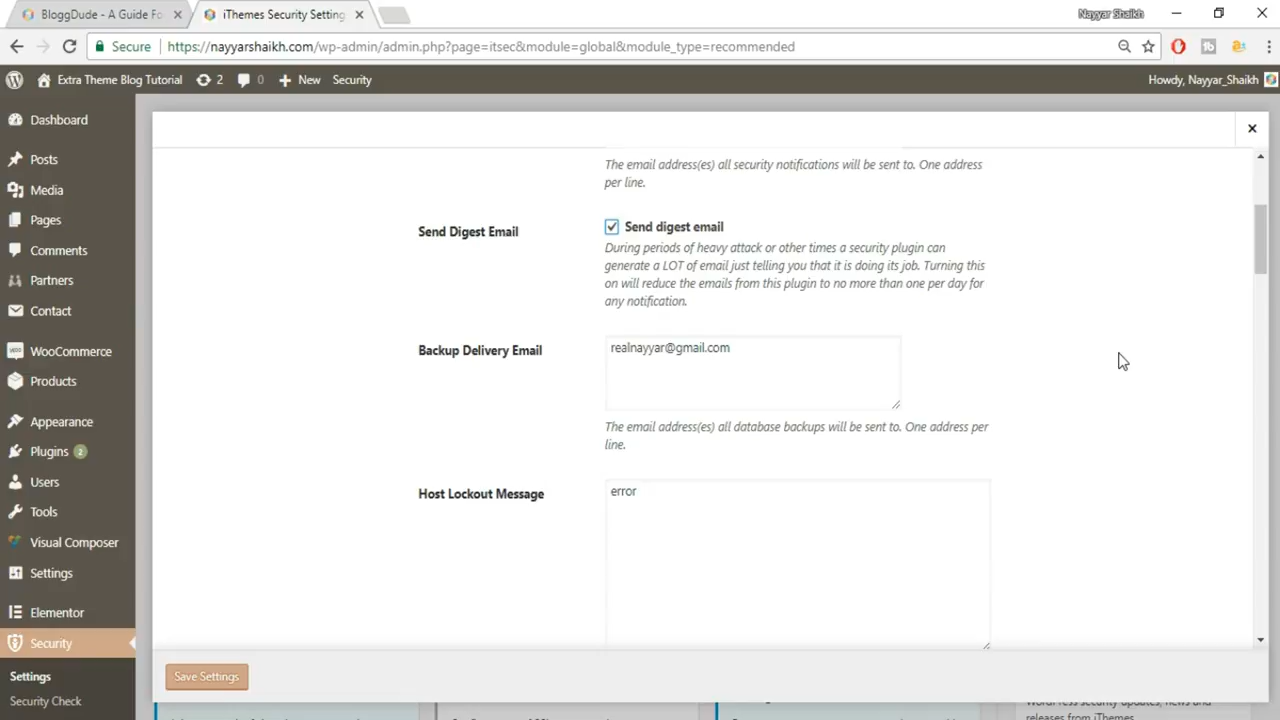 BloggDude - A Guide Fo
iThemes Security Setting
Nayyar Shaikh
Secure
https://nayyarshaikh.com/wp-admin/admin.php?page=itsec&module=global&module_type=recommended
Extra Theme Blog Tutorial
2
0
New
Security
Howdy, Nayyar_Shaikh
Dashboard
Posts
Media
Pages
Comments
Partners
Contact
WooCommerce
Products
Appearance
Plugins 2
Users
Tools
Visual Composer
Settings
Elementor
Security
Settings
Security Check
The email address(es) all security notifications will be sent to. One address
per line.
Send Digest Email
Send digest email
During periods of heavy attack or other times a security plugin can
generate a LOT of email just telling you that it is doing its job. Turning this
on will reduce the emails from this plugin to no more than one per day for
any notification.
Backup Delivery Email
realnayyar@gmail.com
The email address(es) all database backups will be sent to. One address per
line.
Host Lockout Message
error
Save Settings
WordPress security updates, news and
releases from iThemes